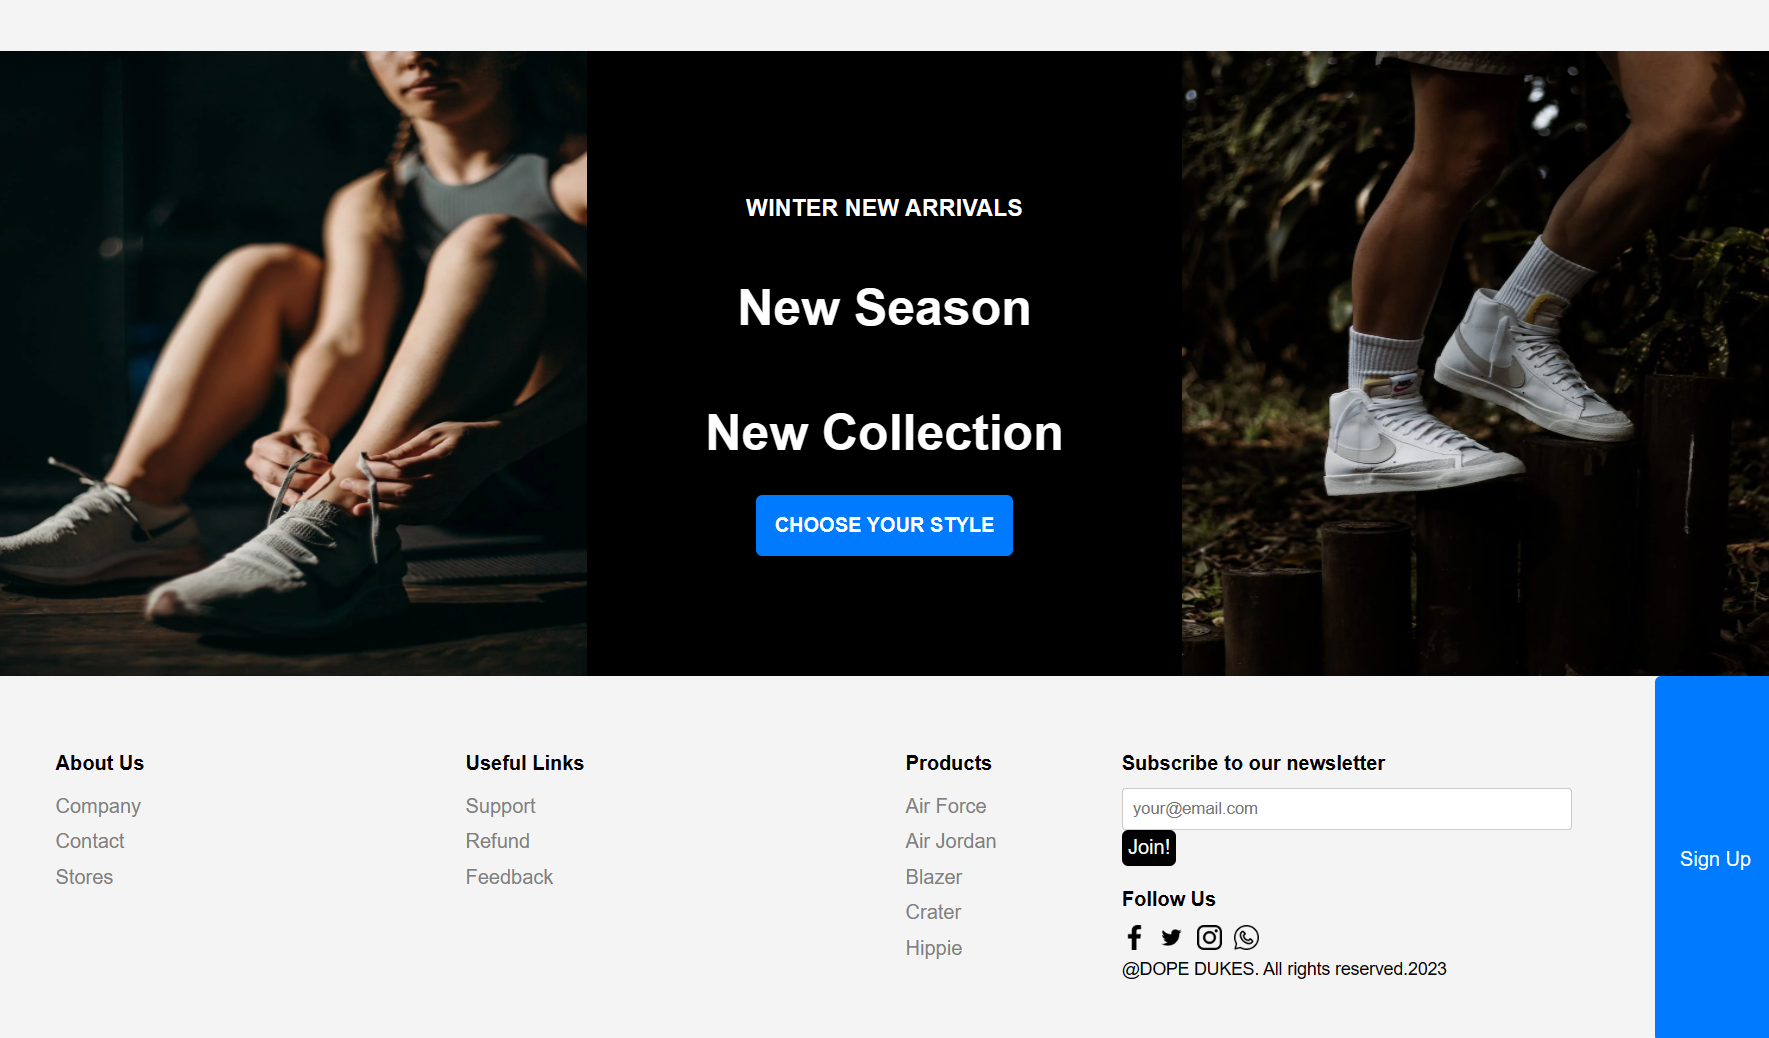 WINTER NEW ARRIVALS
New Season
New Collection
CHOOSE YOUR STYLE
About Us
Company
Contact
Stores
Useful Links
Support
Refund
Feedback
Products
Air Force
Air Jordan
Blazer
Crater
Hippie
Subscribe to our newsletter
your@email.com
Join!
Follow Us
@DOPE DUKES. All rights reserved.2023
Sign Up